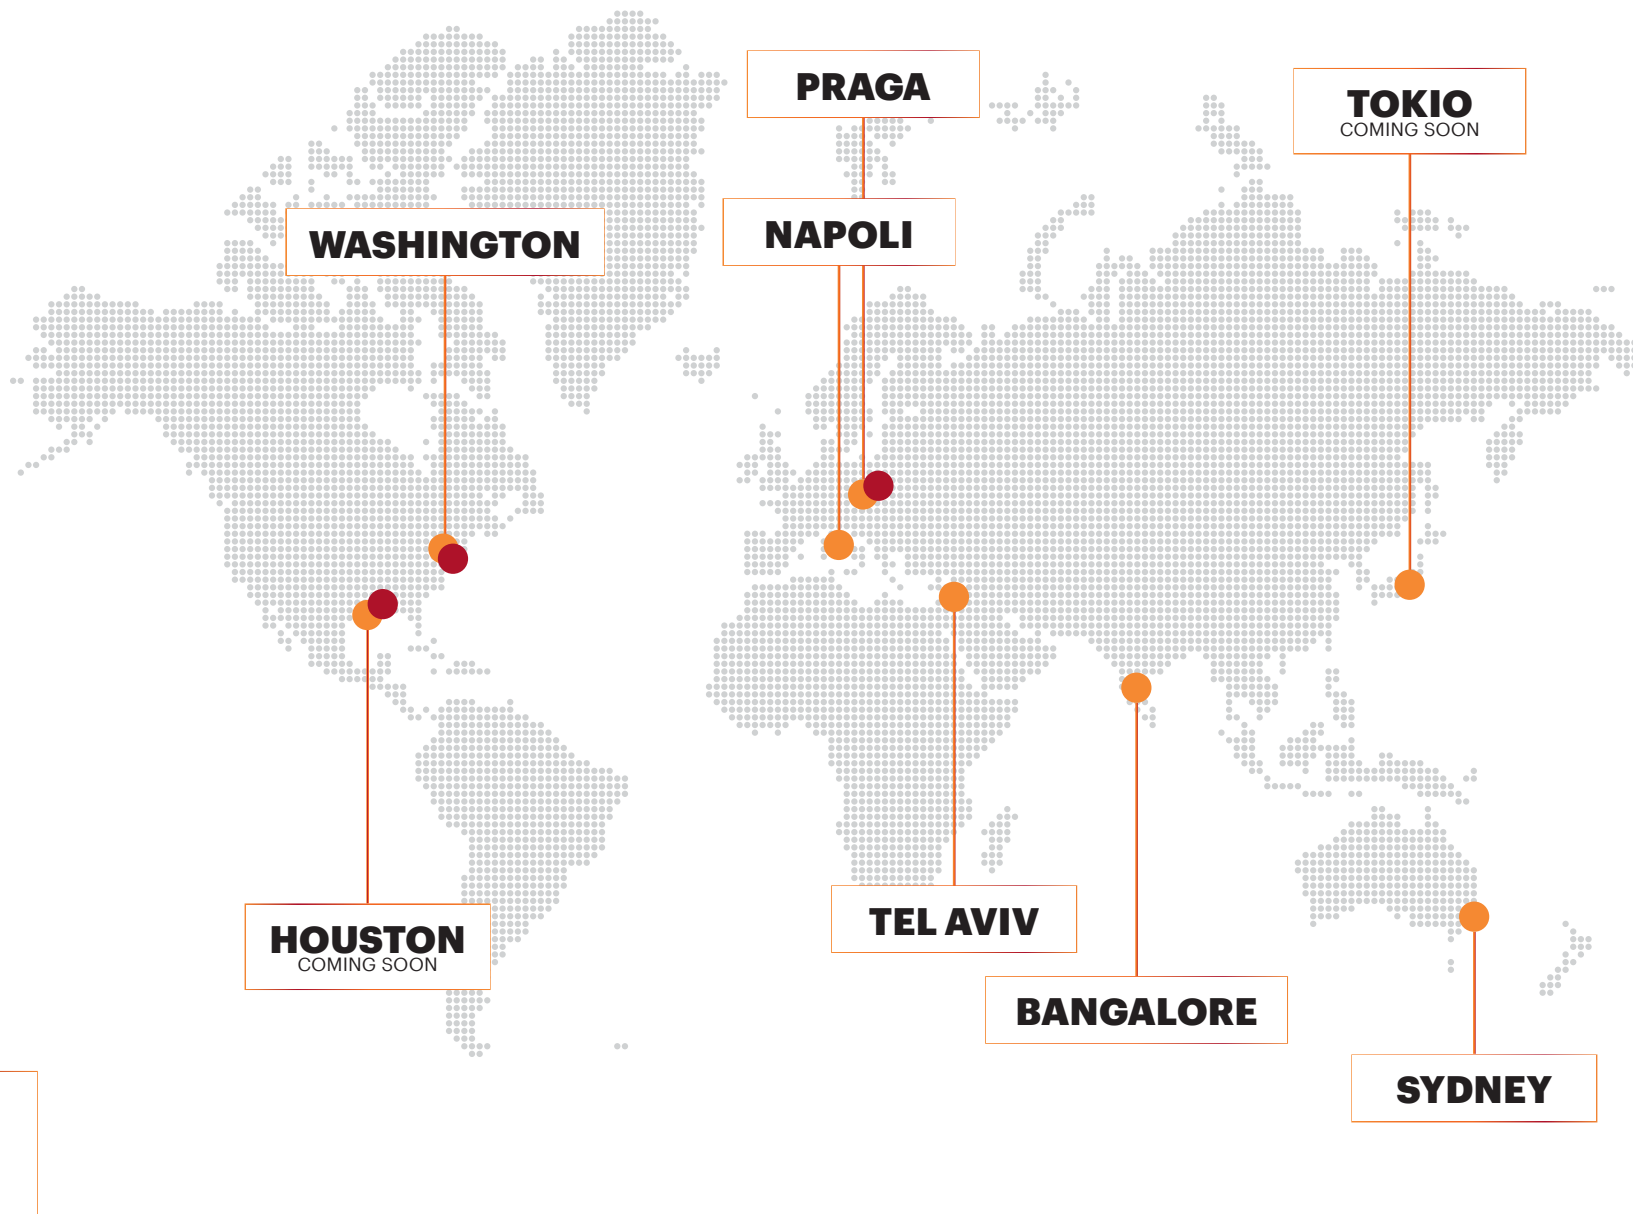 PRAGA
TOKIO
COMING SOON
NAPOLI
WASHINGTON
TEL AVIV
HOUSTON
COMING SOON
BANGALORE
SYDNEY